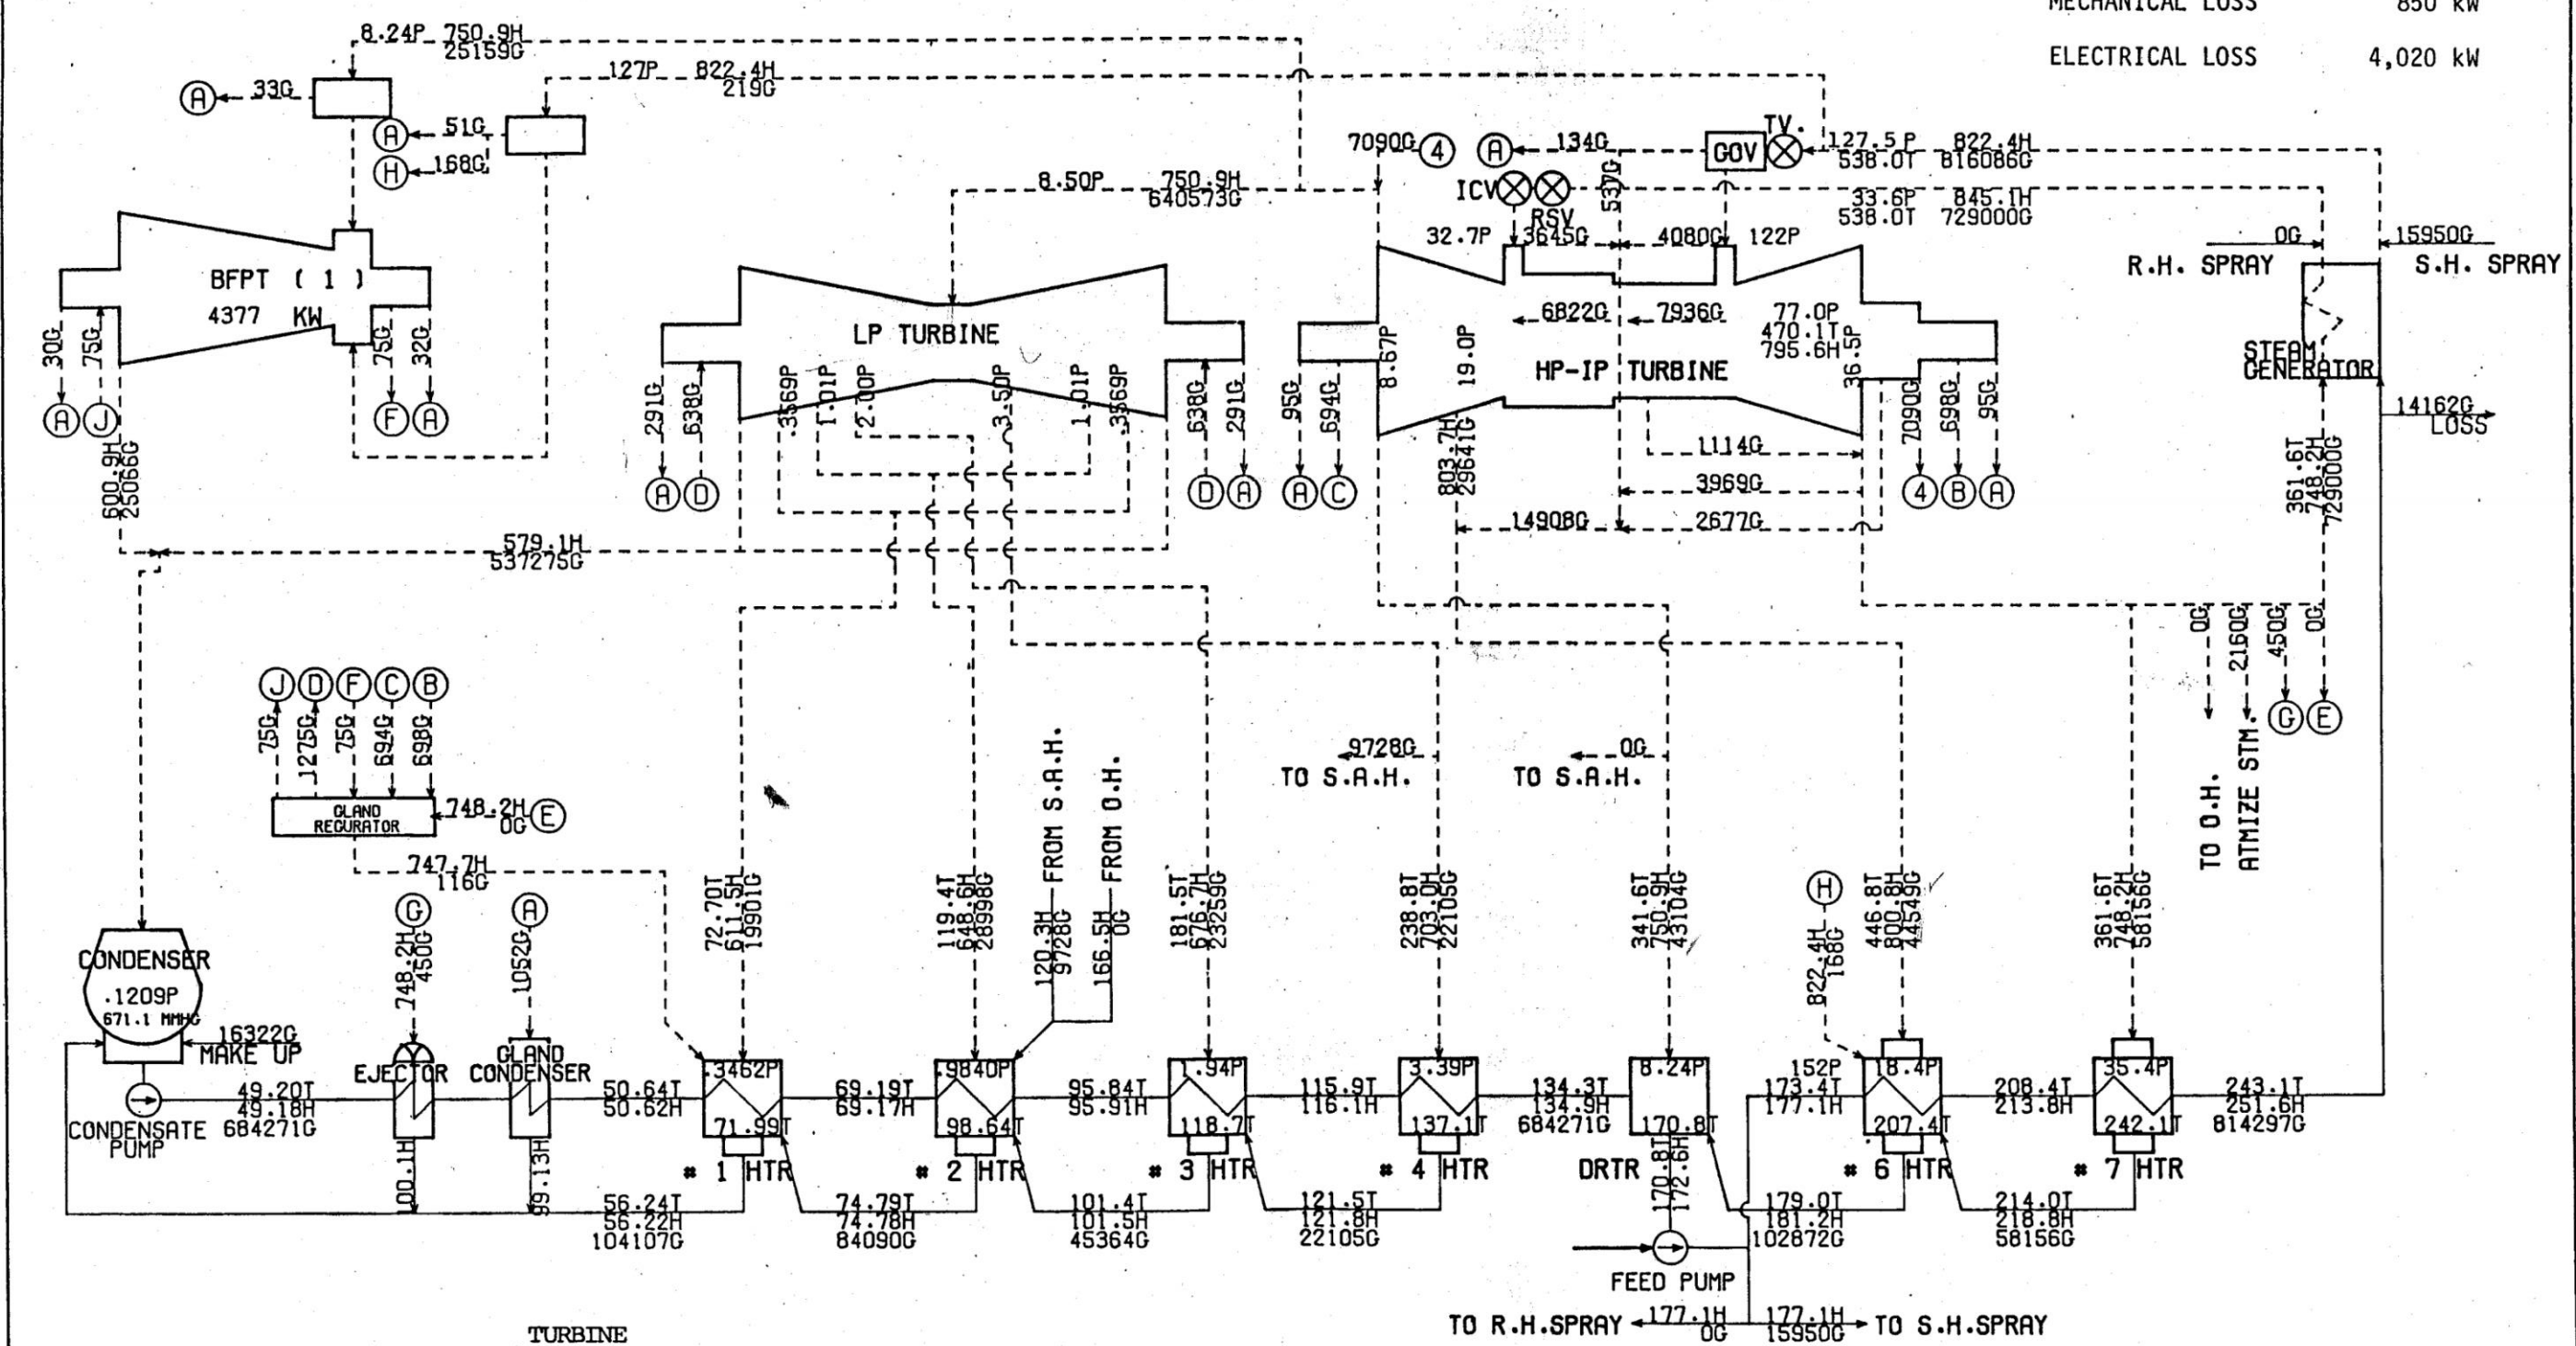 MECHANICAL LOSS 850 kW
ELECTRICAL LOSS 4,020 kW
8.24P 750.9H
25159G
127P 822.4H
219G
A 33G
A 51G
H 168G
7090G 4
A 134G
GOV
TV.
127.5P 822.4H
538.0T 816086G
8.50P 750.9H
640573G
ICV
RSV
537G
33.6P 845.1H
538.0T 729000G
32.7P 3645G 4080G 122P
0G
15950G
R.H. SPRAY
S.H. SPRAY
BFPT ( 1 )
4377 KW
LP TURBINE
6822G 7936G
77.0P
470.1T
795.6H
HP-IP TURBINE
8.67P
19.0P
36.5P
STEAM
GENERATOR
30G
75G
75G
32G
A J
F A
291G
638G
.3569P
1.01P
2.00P
3.50P
1.01P
.3569P
638G
291G
95G
694G
803.7H
29641G
7090G
698G
95G
14162G
LOSS
1114G
3969G
14908G
2677G
A D
D A
A C
4 B A
361.6T
748.2H
729000G
600.9H
25066G
579.1H
537275G
0G
2160G
450G
0G
TO O.H.
ATMIZE STM.
G E
J D F C B
75G
1275G
75G
694G
698G
GLAND
REGURATOR
748.2H
0G
E
747.7H
116G
9728G
TO S.A.H.
0G
TO S.A.H.
FROM S.A.H.
FROM O.H.
G
748.2H
450G
A
1052G
72.70T
611.5H
19901G
119.4T
648.6H
28998G
120.3H
9728G
166.5H
0G
181.5T
676.7H
23259G
238.8T
703.0H
22105G
341.6T
750.9H
43104G
H
822.4H
168G
446.8T
800.8H
44549G
361.6T
748.2H
58156G
CONDENSER
.1209P
671.1 MMHG
16322G
MAKE UP
EJECTOR
GLAND
CONDENSER
49.20T
49.18H
684271G
CONDENSATE
PUMP
50.64T
50.62H
.3462P
71.99T
69.19T
69.17H
.9840P
98.64T
95.84T
95.91H
1.94P
118.7T
115.9T
116.1H
3.39P
137.1T
134.3T
134.9H
684271G
8.24P
170.8T
152P
173.4T
177.1H
18.4P
207.4T
208.4T
213.8H
35.4P
242.1T
243.1T
251.6H
814297G
100.1H
99.13H
# 1 HTR
# 2 HTR
# 3 HTR
# 4 HTR
DRTR
170.8T
172.6H
# 6 HTR
# 7 HTR
56.24T
56.22H
104107G
74.79T
74.78H
84090G
101.4T
101.5H
45364G
121.5T
121.8H
22105G
179.0T
181.2H
102872G
214.0T
218.8H
58156G
FEED PUMP
TO R.H.SPRAY
177.1H
0G
177.1H
15950G
TO S.H.SPRAY
TURBINE